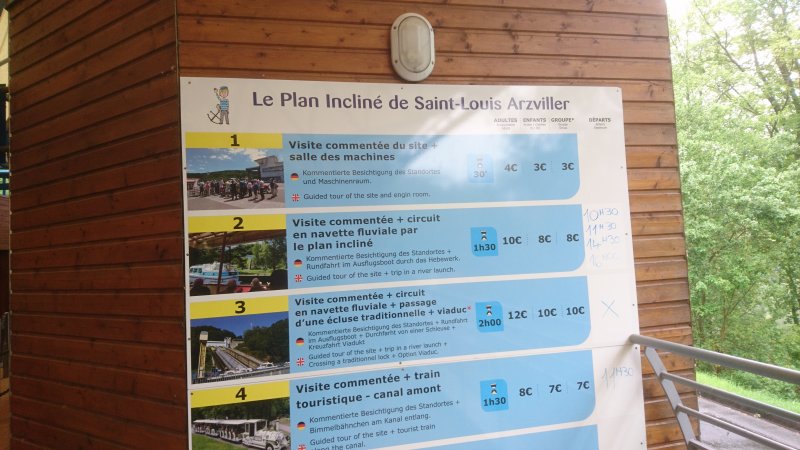 Le Plan Incliné de Saint-Louis Arzviller
ADULTES ENFANTS GROUPE* DÉPARTS
1
Visite commentée du site +
salle des machines
Kommentierte Besichtigung des Standortes
und Maschinenraum.
Guided tour of the site and engin room.
30'
4€ 3€ 3€
2
Visite commentée + circuit
en navette fluviale par
le plan incliné
Kommentierte Besichtigung des Standortes +
Rundfahrt im Ausflugsboot durch das Hebewerk.
Guided tour of the site + trip in a river launch.
1h30
10€ 8€ 8€
10H30
11H30
14H30
3
Visite commentée + circuit
en navette fluviale + passage
d'une écluse traditionnelle + viaduc*
Kommentierte Besichtigung des Standortes + Rundfahrt
im Ausflugsboot + Durchfahrt von einer Schleuse +
Kreuzfahrt Viadukt
Guided tour of the site + trip in a river launch +
Crossing a traditionnel lock + Option Viaduc.
2h00
12€ 10€ 10€
X
4
Visite commentée + train
touristique - canal amont
Kommentierte Besichtigung des Standortes +
Bimmelbähnchen am Kanal entlang.
Guided tour of the site + tourist train
along the canal.
1h30
8€ 7€ 7€
11H30